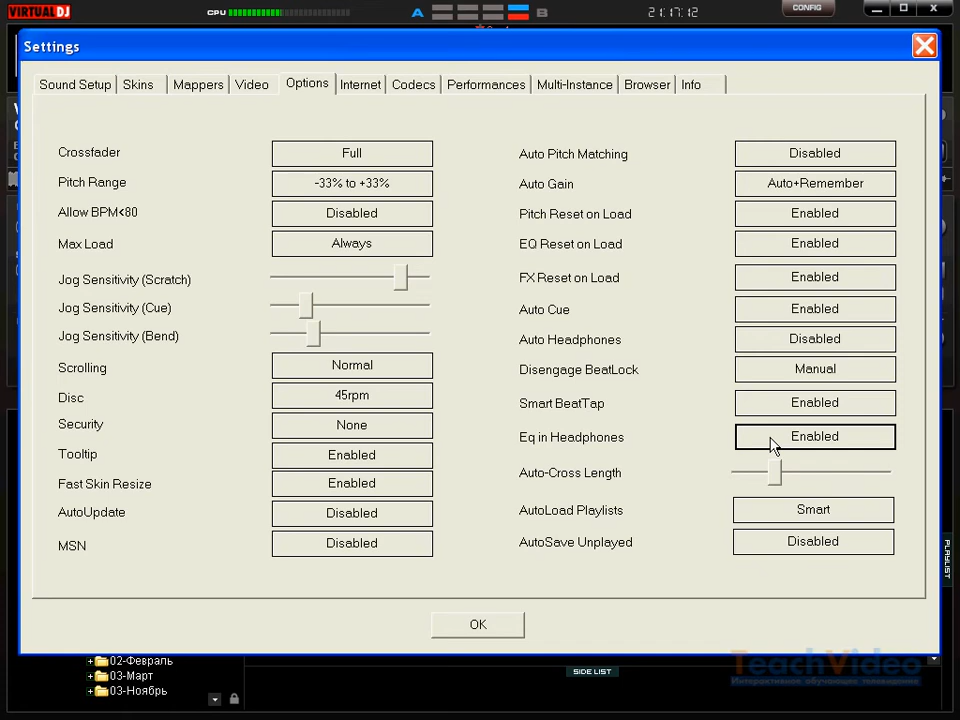 VIRTUAL DJ
CPU
A
B
21:17:12
CONFIG
Settings
Sound Setup Skins Mappers Video Options Internet Codecs Performances Multi-Instance Browser Info
Crossfader Full
Pitch Range -33% to +33%
Allow BPM<80 Disabled
Max Load Always
Jog Sensitivity (Scratch)
Jog Sensitivity (Cue)
Jog Sensitivity (Bend)
Scrolling Normal
Disc 45rpm
Security None
Tooltip Enabled
Fast Skin Resize Enabled
AutoUpdate Disabled
MSN Disabled
Auto Pitch Matching Disabled
Auto Gain Auto+Remember
Pitch Reset on Load Enabled
EQ Reset on Load Enabled
FX Reset on Load Enabled
Auto Cue Enabled
Auto Headphones Disabled
Disengage BeatLock Manual
Smart BeatTap Enabled
Eq in Headphones Enabled
Auto-Cross Length
AutoLoad Playlists Smart
AutoSave Unplayed Disabled
OK
PLAYLIST
02-Февраль
03-Март
03-Ноябрь
SIDE LIST
TeachVideo
Интерактивное обучающее телевидение